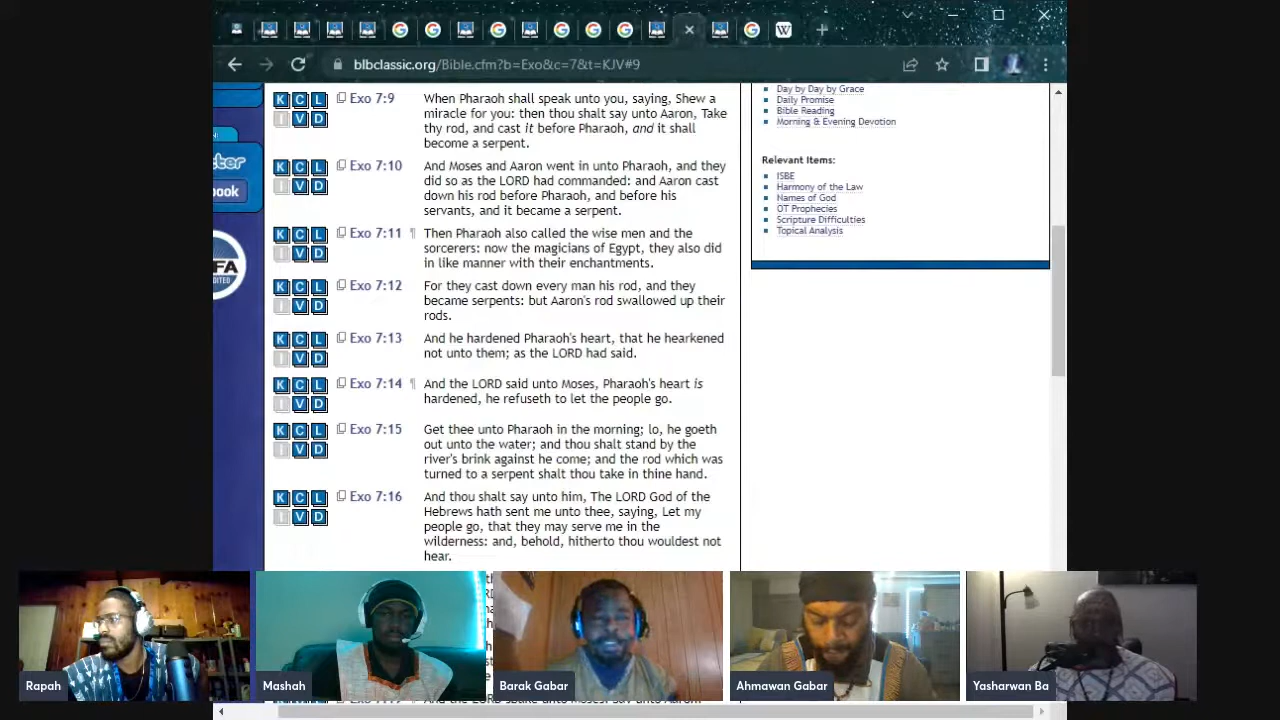 blbclassic.org/Bible.cfm?b=Exo&c=7&t=KJV#9
Exo 7:9 When Pharaoh shall speak unto you, saying, Shew a
miracle for you: then thou shalt say unto Aaron, Take
thy rod, and cast it before Pharaoh, and it shall
become a serpent.
K C L
I V D
Exo 7:10 And Moses and Aaron went in unto Pharaoh, and they
did so as the LORD had commanded: and Aaron cast
down his rod before Pharaoh, and before his
servants, and it became a serpent.
K C L
I V D
Exo 7:11 ¶ Then Pharaoh also called the wise men and the
sorcerers: now the magicians of Egypt, they also did
in like manner with their enchantments.
K C L
I V D
Exo 7:12 For they cast down every man his rod, and they
became serpents: but Aaron's rod swallowed up their
rods.
K C L
I V D
Exo 7:13 And he hardened Pharaoh's heart, that he hearkened
not unto them; as the LORD had said.
K C L
I V D
Exo 7:14 ¶ And the LORD said unto Moses, Pharaoh's heart is
hardened, he refuseth to let the people go.
K C L
I V D
Exo 7:15 Get thee unto Pharaoh in the morning; lo, he goeth
out unto the water; and thou shalt stand by the
river's brink against he come; and the rod which was
turned to a serpent shalt thou take in thine hand.
K C L
I V D
Exo 7:16 And thou shalt say unto him, The LORD God of the
Hebrews hath sent me unto thee, saying, Let my
people go, that they may serve me in the
wilderness: and, behold, hitherto thou wouldest not
hear.
K C L
I V D
Day by Day by Grace
Daily Promise
Bible Reading
Morning & Evening Devotion
Relevant Items:
ISBE
Harmony of the Law
Names of God
OT Prophecies
Scripture Difficulties
Topical Analysis
tter
book
FA
DITED
Rapah
Mashah
Barak Gabar
Ahmawan Gabar
Yasharwan Ba